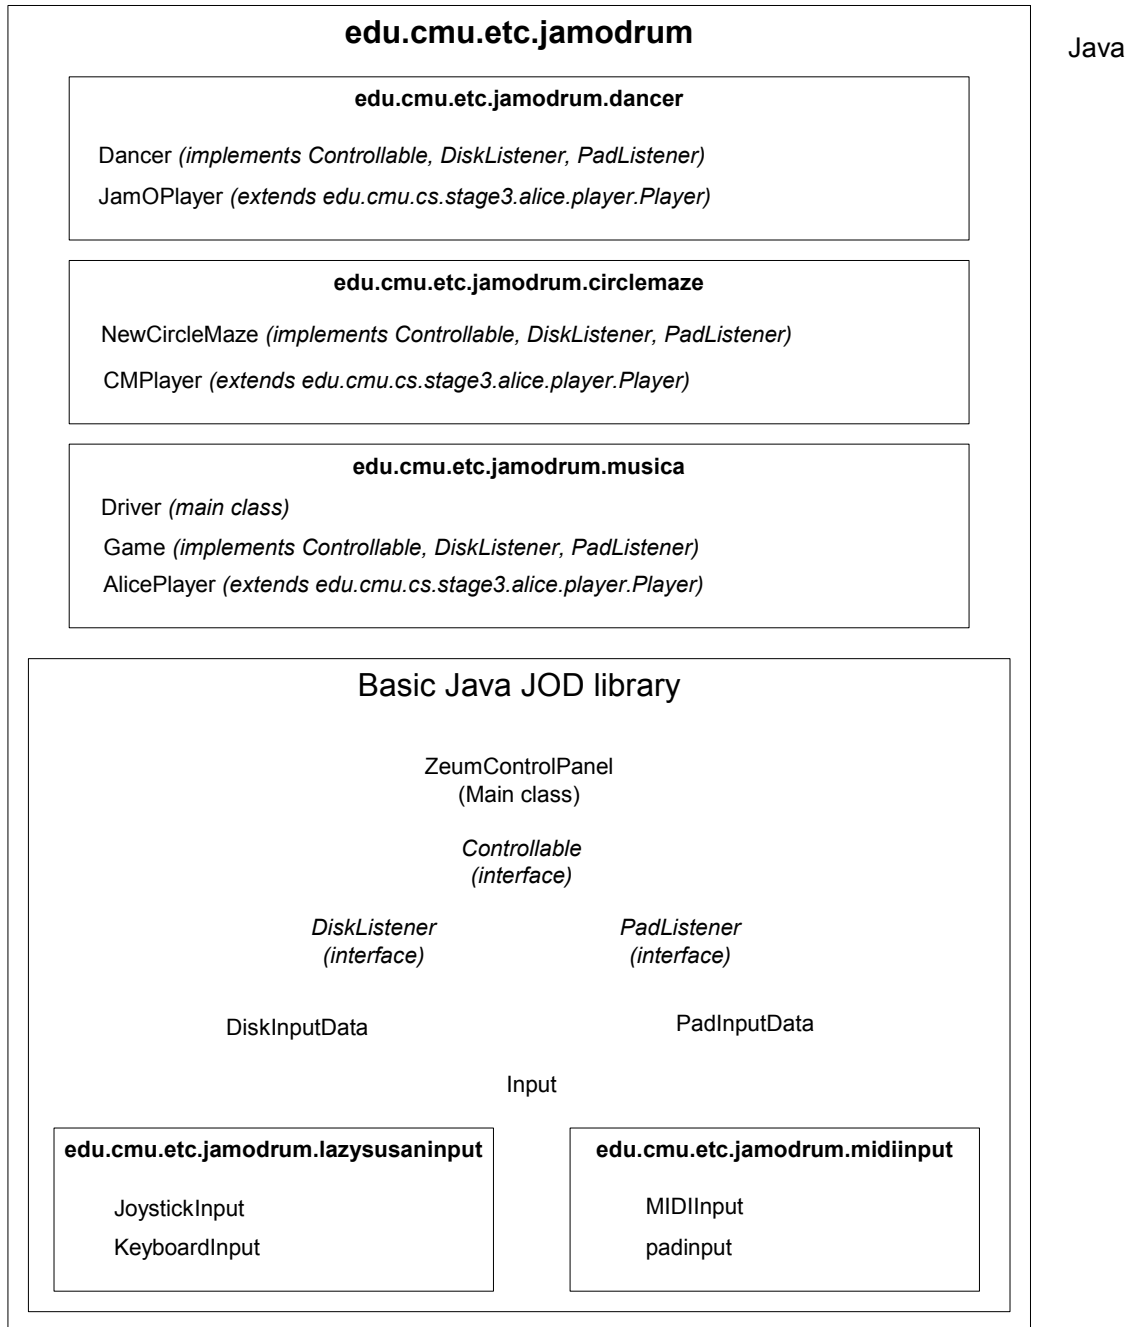 edu.cmu.etc.jamodrum
Java
edu.cmu.etc.jamodrum.dancer
Dancer (implements Controllable, DiskListener, PadListener)
JamOPlayer (extends edu.cmu.cs.stage3.alice.player.Player)
edu.cmu.etc.jamodrum.circlemaze
NewCircleMaze (implements Controllable, DiskListener, PadListener)
CMPlayer (extends edu.cmu.cs.stage3.alice.player.Player)
edu.cmu.etc.jamodrum.musica
Driver (main class)
Game (implements Controllable, DiskListener, PadListener)
AlicePlayer (extends edu.cmu.cs.stage3.alice.player.Player)
Basic Java JOD library
ZeumControlPanel
(Main class)
Controllable
(interface)
DiskListener
(interface)
PadListener
(interface)
DiskInputData
PadInputData
Input
edu.cmu.etc.jamodrum.lazysusaninput
JoystickInput
KeyboardInput
edu.cmu.etc.jamodrum.midiinput
MIDIInput
padinput